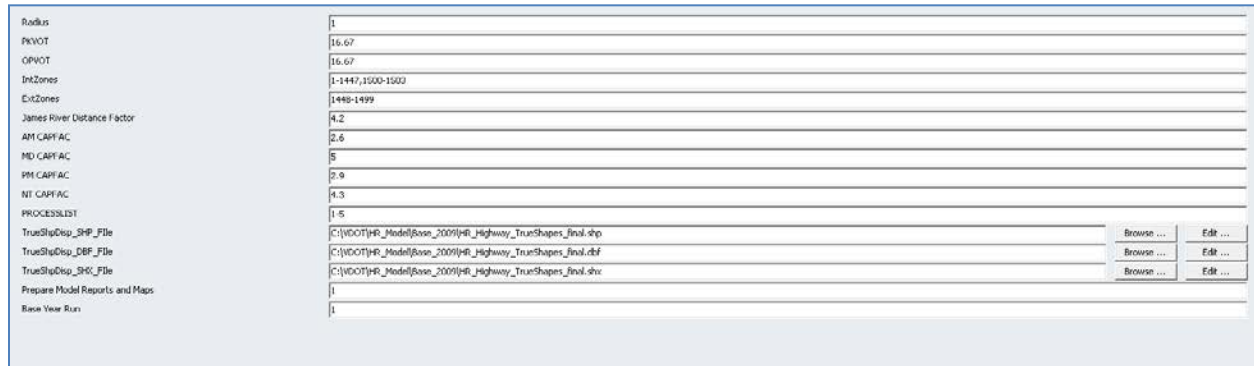 Radius 1
PKVOT 16.67
OPVOT 16.67
IntZones 1-1447,1500-1503
ExtZones 1448-1499
James River Distance Factor 4.2
AM CAPFAC 2.6
MD CAPFAC 5
PM CAPFAC 2.9
NT CAPFAC 4.3
PROCESSLIST 1-5
TrueShpDisp_SHP_FIle C:\VDOT\HR_Model\Base_2009\HR_Highway_TrueShapes_final.shp Browse ... Edit ...
TrueShpDisp_DBF_FIle C:\VDOT\HR_Model\Base_2009\HR_Highway_TrueShapes_final.dbf Browse ... Edit ...
TrueShpDisp_SHX_FIle C:\VDOT\HR_Model\Base_2009\HR_Highway_TrueShapes_final.shx Browse ... Edit ...
Prepare Model Reports and Maps 1
Base Year Run 1